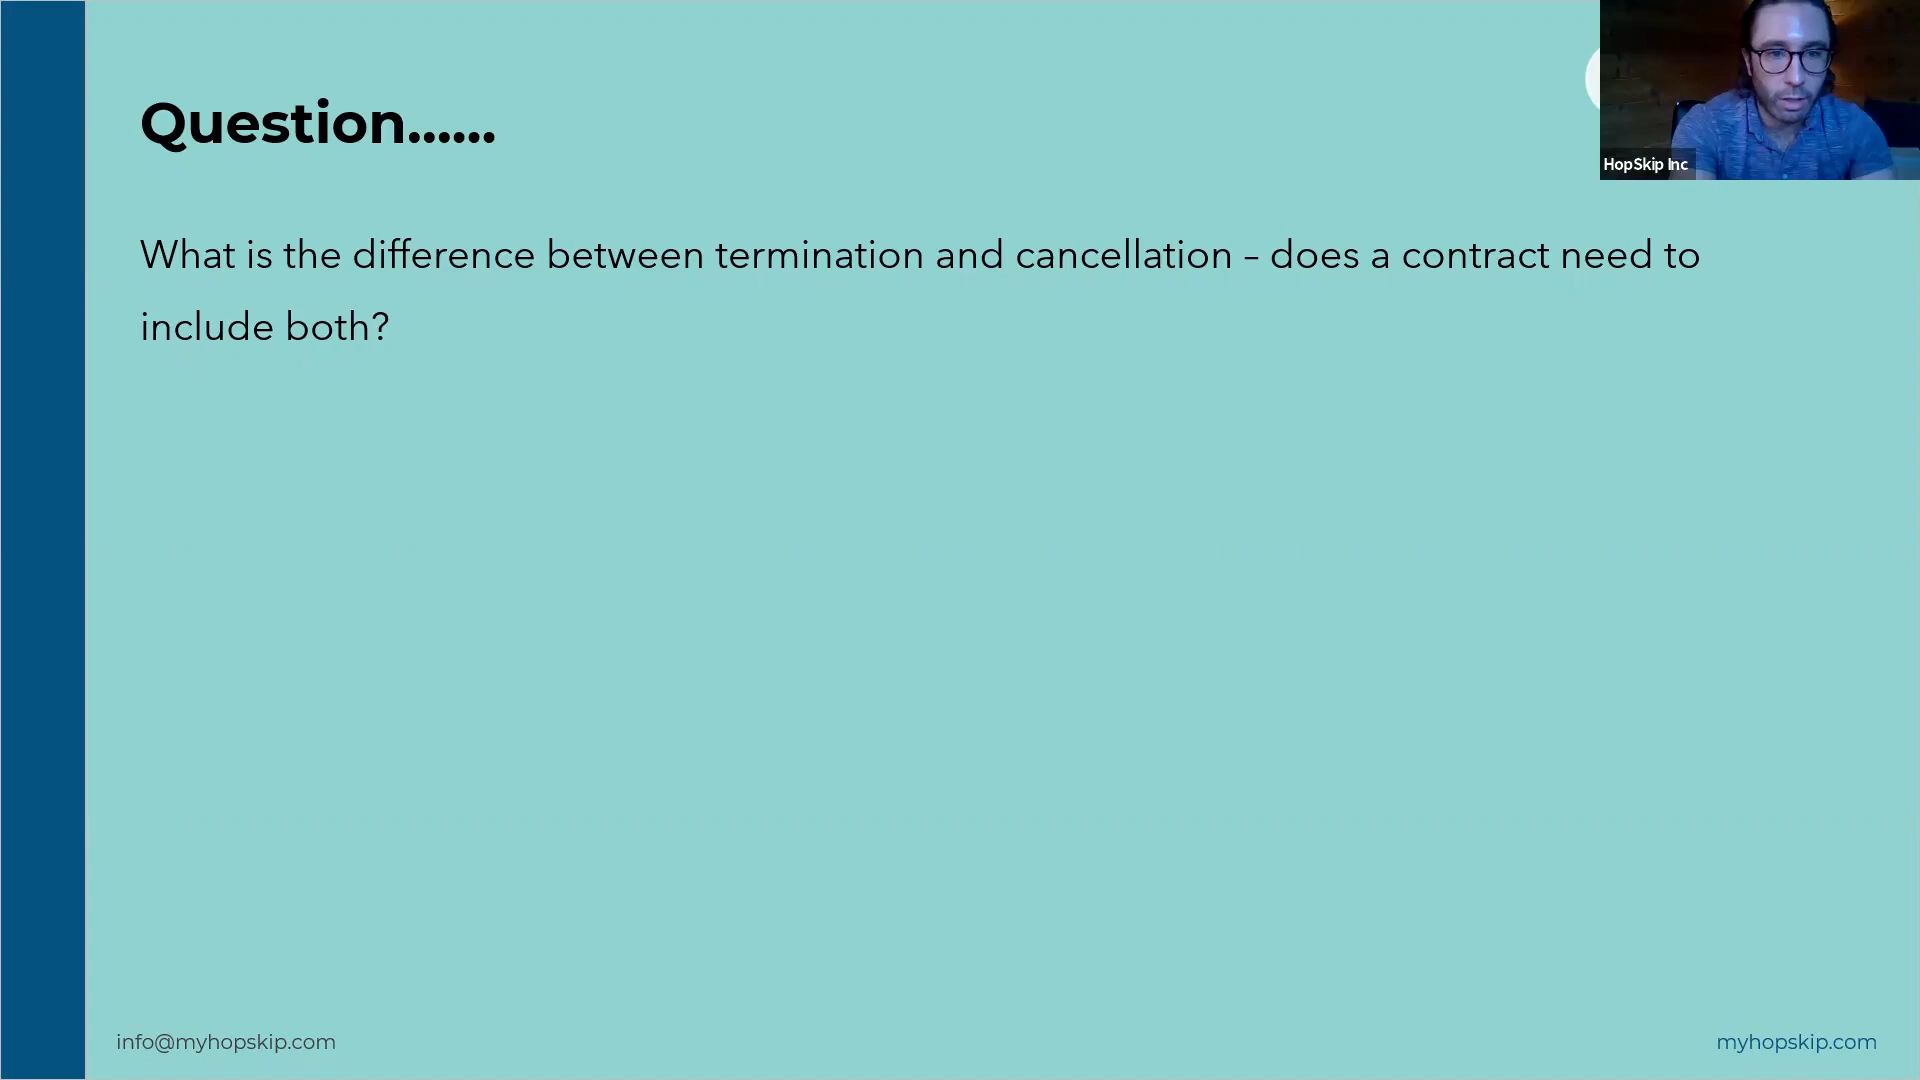 Question......
HopSkip Inc
What is the difference between termination and cancellation – does a contract need to
include both?
info@myhopskip.com
myhopskip.com